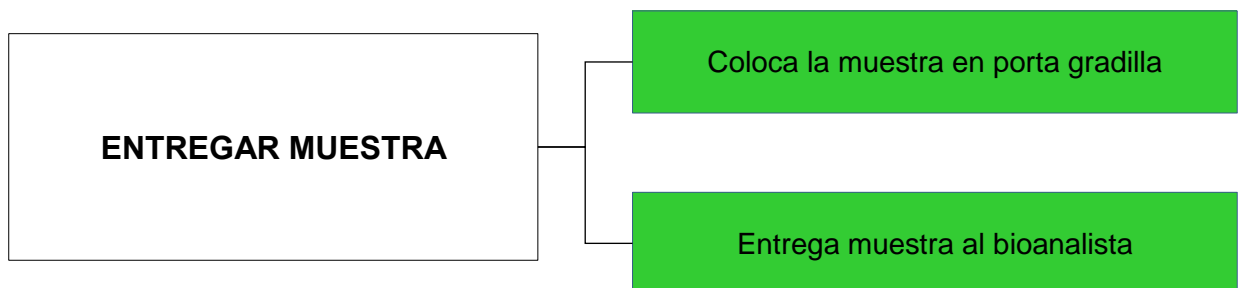 Coloca la muestra en porta gradilla
ENTREGAR MUESTRA
Entrega muestra al bioanalista